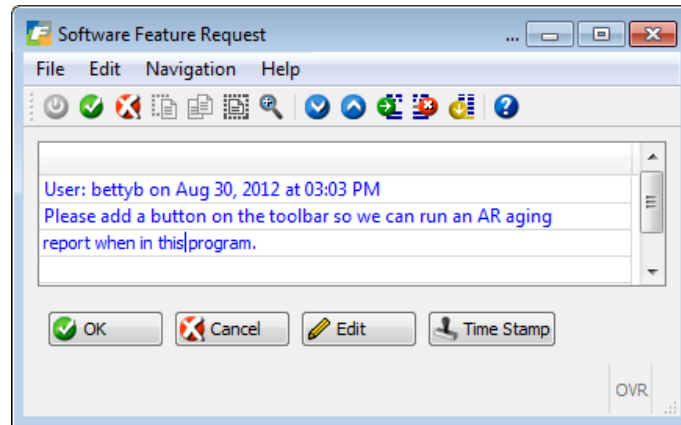 Software Feature Request ...
File Edit Navigation Help
User: bettyb on Aug 30, 2012 at 03:03 PM
Please add a button on the toolbar so we can run an AR aging
report when in this program.
OK Cancel Edit Time Stamp
OVR